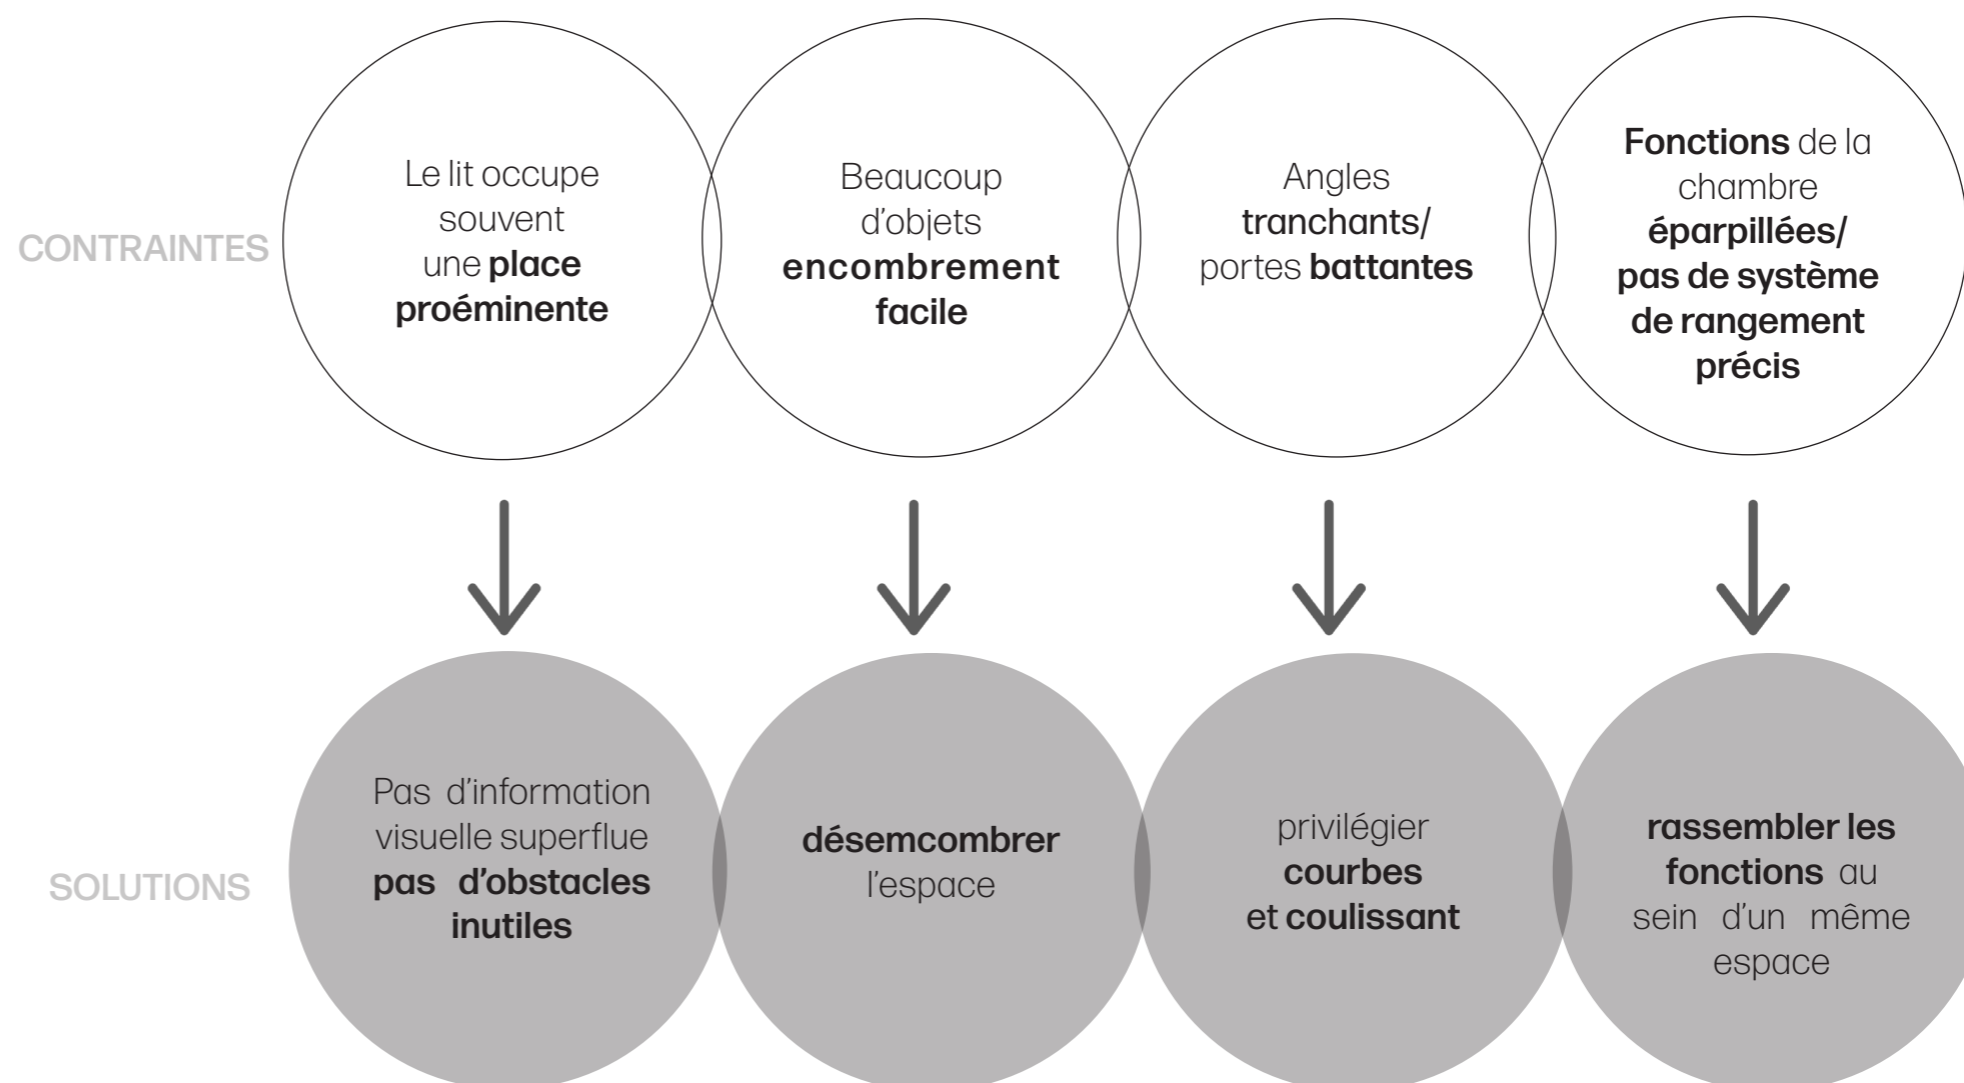 CONTRAINTES
Le lit occupe
souvent
une place
proéminente
Beaucoup
d'objets
encombrement
facile
Angles
tranchants/
portes battantes
Fonctions de la
chambre
éparpillées/
pas de système
de rangement
précis
SOLUTIONS
Pas d'information
visuelle superflue
pas d'obstacles
inutiles
désemcombrer
l'espace
privilégier
courbes
et coulissant
rassembler les
fonctions au
sein d'un même
espace